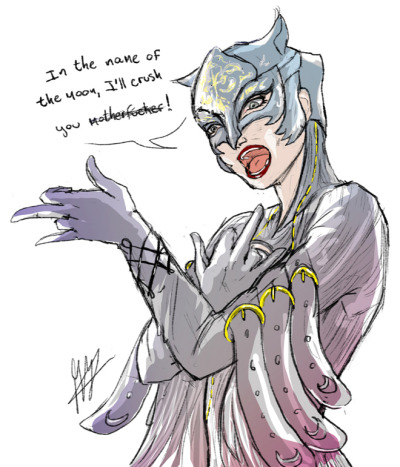 In the name of
the moon, I'll crush
you motherfucker!